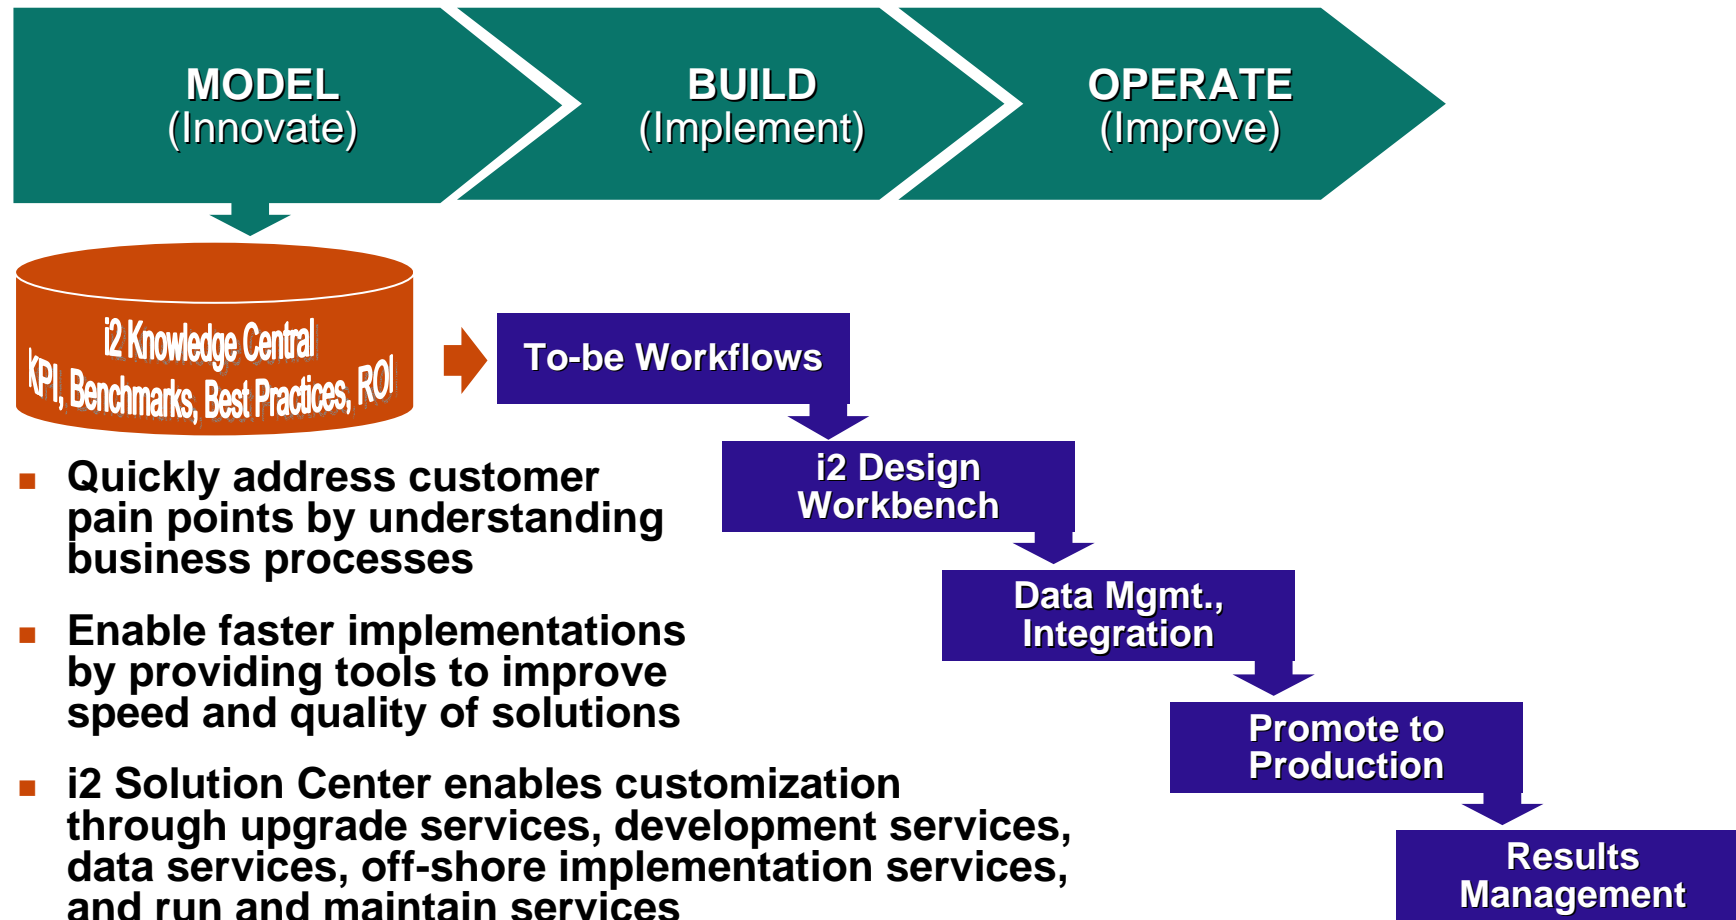 MODEL
(Innovate)
BUILD
(Implement)
OPERATE
(Improve)
i2 Knowledge Central
KPI, Benchmarks, Best Practices, ROI
To-be Workflows
i2 Design
Workbench
Data Mgmt.,
Integration
Promote to
Production
Results
Management
▪ Quickly address customer
pain points by understanding
business processes
▪ Enable faster implementations
by providing tools to improve
speed and quality of solutions
▪ i2 Solution Center enables customization
through upgrade services, development services,
data services, off-shore implementation services,
and run and maintain services